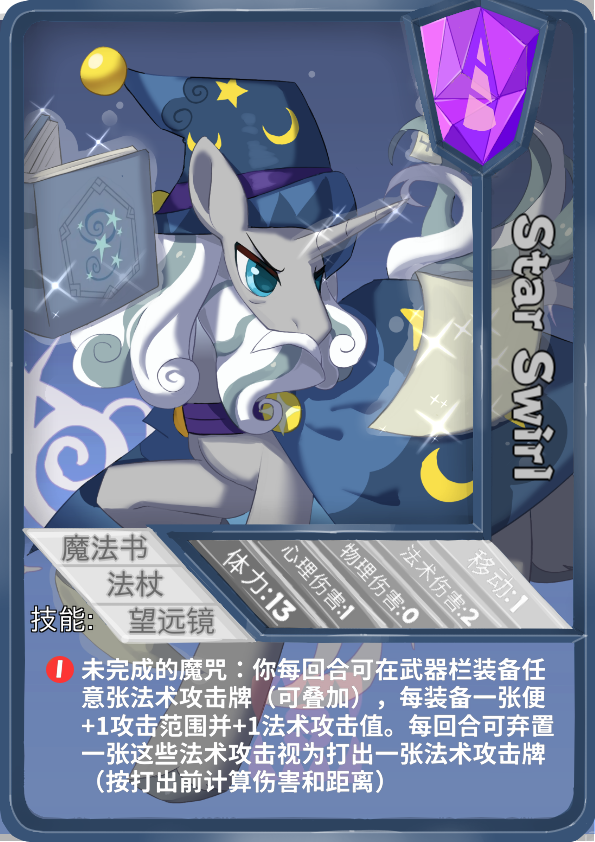 Star Swirl
魔法书
法杖
望远镜
体力:13
心理伤害:1
物理伤害:0
法术伤害:2
移动:1
技能:
1 未完成的魔咒：你每回合可在武器栏装备任
意张法术攻击牌（可叠加），每装备一张便
+1攻击范围并+1法术攻击值。每回合可弃置
一张这些法术攻击视为打出一张法术攻击牌
（按打出前计算伤害和距离）